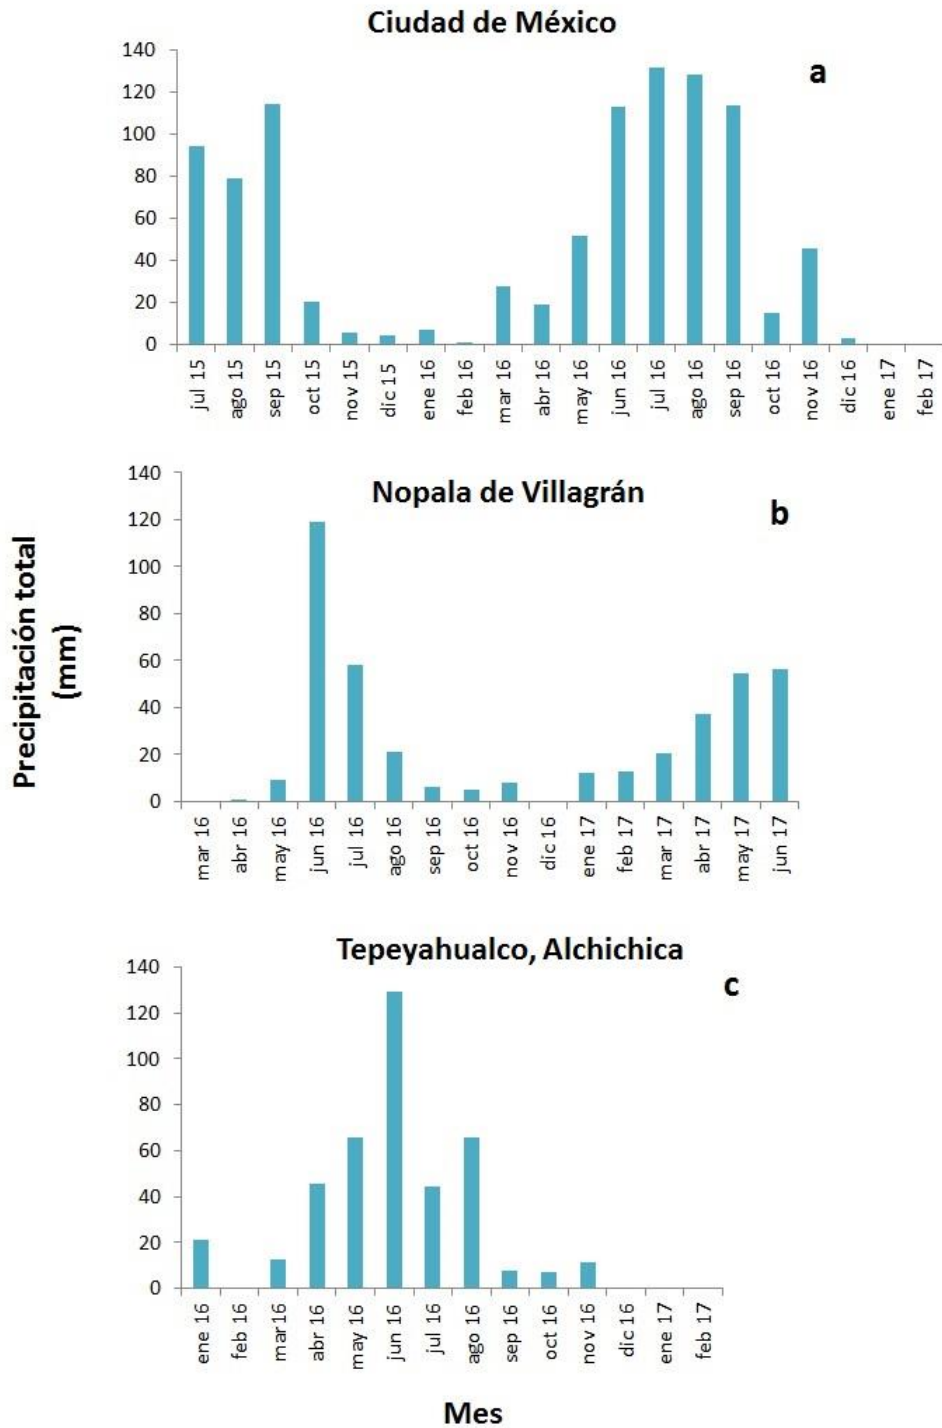 Ciudad de México
a
140
120
100
80
60
40
20
0
jul 15
ago 15
sep 15
oct 15
nov 15
dic 15
ene 16
feb 16
mar 16
abr 16
may 16
jun 16
jul 16
ago 16
sep 16
oct 16
nov 16
dic 16
ene 17
feb 17
Precipitación total
(mm)
Nopala de Villagrán
b
140
120
100
80
60
40
20
0
mar 16
abr 16
may 16
jun 16
jul 16
ago 16
sep 16
oct 16
nov 16
dic 16
ene 17
feb 17
mar 17
abr 17
may 17
jun 17
Tepeyahualco, Alchichica
c
140
120
100
80
60
40
20
0
ene 16
feb 16
mar16
abr 16
may 16
jun 16
jul 16
ago 16
sep 16
oct 16
nov 16
dic 16
ene 17
feb 17
Mes